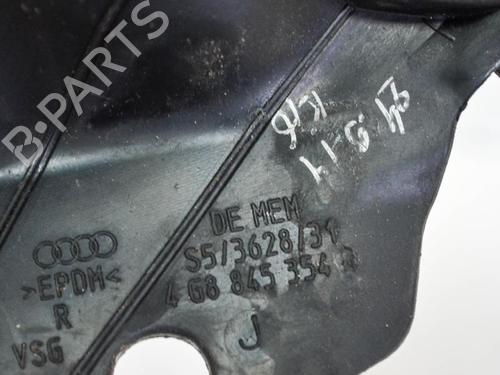 B-PARTS
DE MEM
S5/3628/31
4G8 845 354
>EPDM<
R
VSG
J